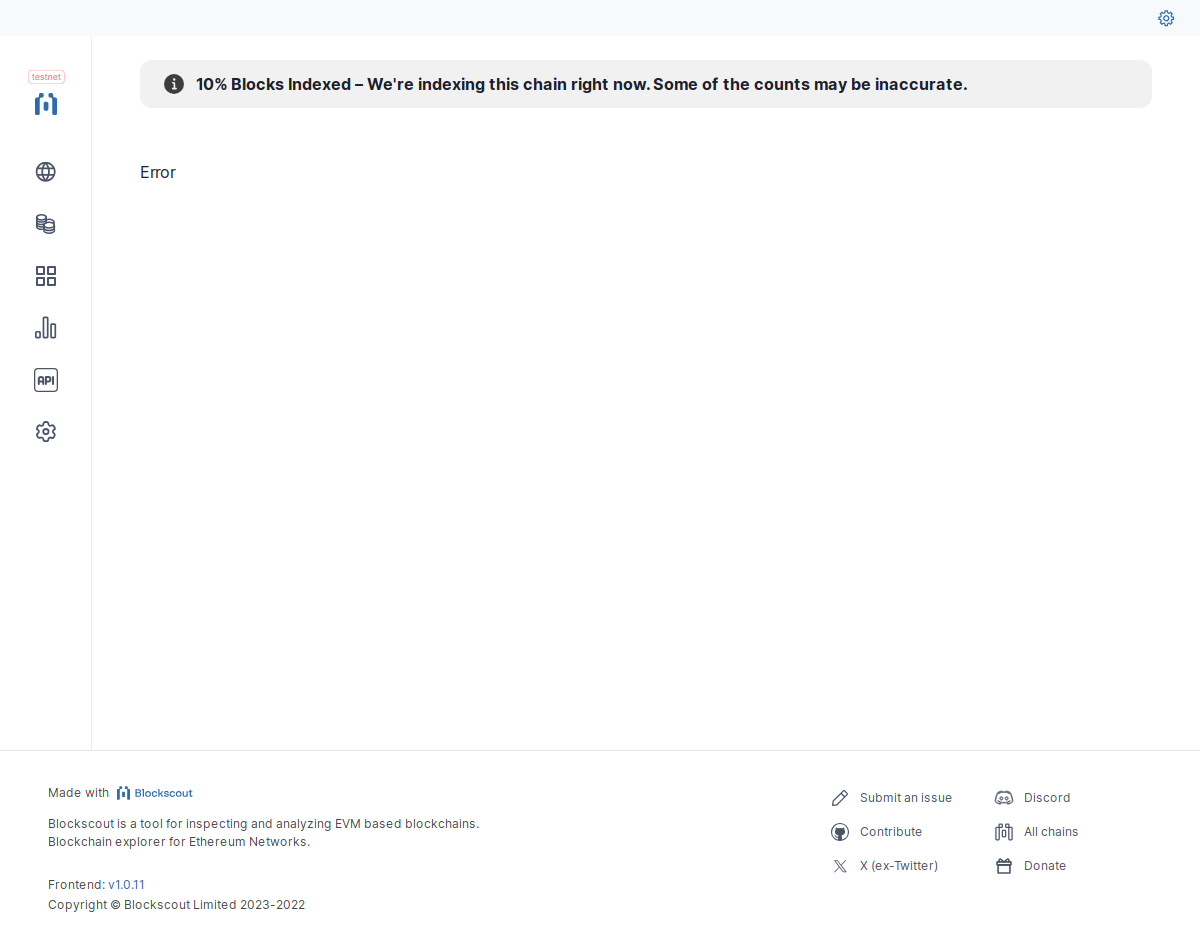 testnet
10% Blocks Indexed – We're indexing this chain right now. Some of the counts may be inaccurate.
Error
API
Made with Blockscout
Blockscout is a tool for inspecting and analyzing EVM based blockchains.
Blockchain explorer for Ethereum Networks.
Frontend: v1.0.11
Copyright © Blockscout Limited 2023-2022
Submit an issue
Contribute
X (ex-Twitter)
Discord
All chains
Donate